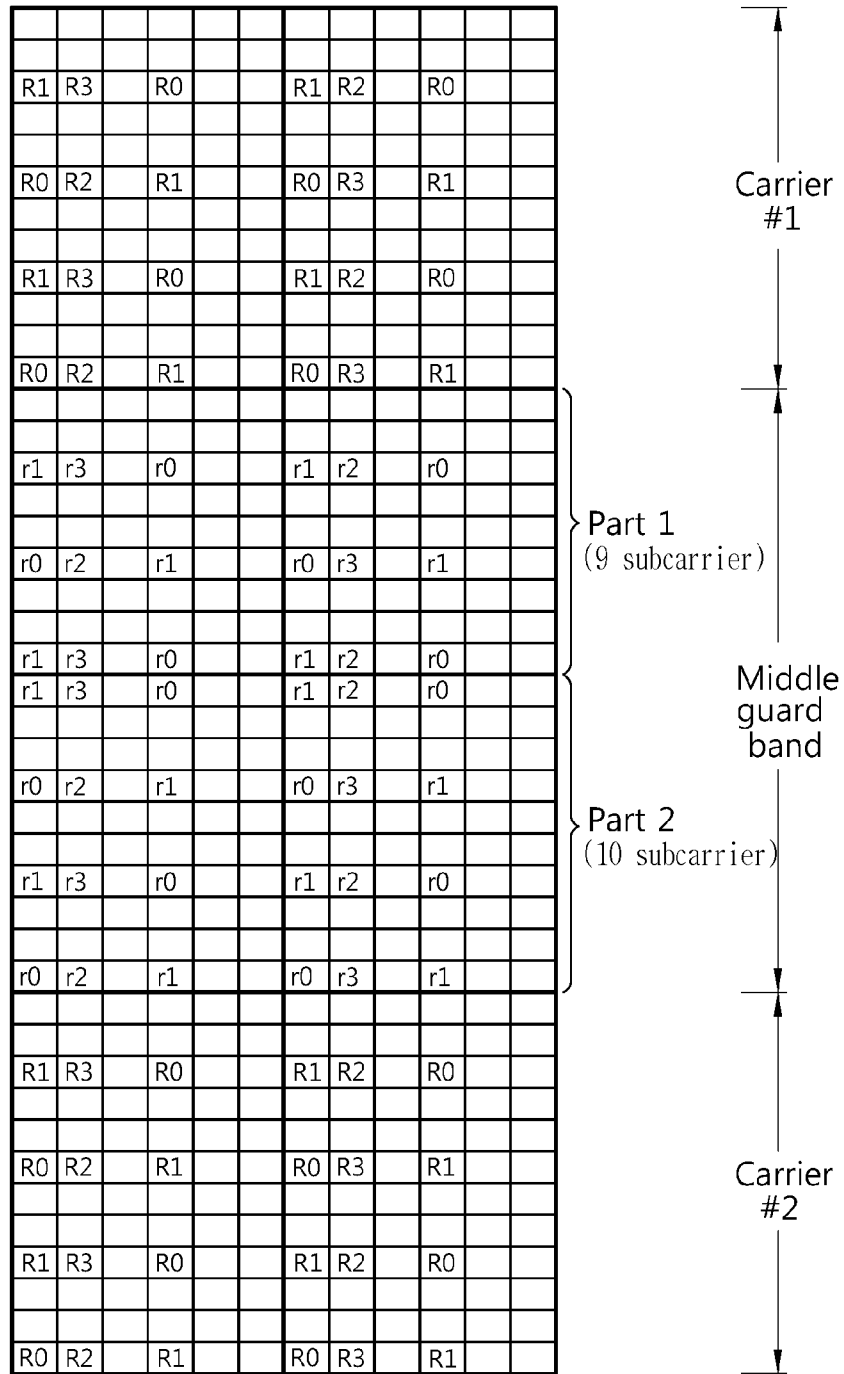 R1 R3 R0 R1 R2 R0
R0 R2 R1 R0 R3 R1
Carrier
#1
R1 R3 R0 R1 R2 R0
R0 R2 R1 R0 R3 R1
r1 r3 r0 r1 r2 r0
Part 1
(9 subcarrier)
r0 r2 r1 r0 r3 r1
r1 r3 r0 r1 r2 r0
r1 r3 r0 r1 r2 r0
Middle
guard
band
r0 r2 r1 r0 r3 r1
Part 2
(10 subcarrier)
r1 r3 r0 r1 r2 r0
r0 r2 r1 r0 r3 r1
R1 R3 R0 R1 R2 R0
R0 R2 R1 R0 R3 R1
Carrier
#2
R1 R3 R0 R1 R2 R0
R0 R2 R1 R0 R3 R1